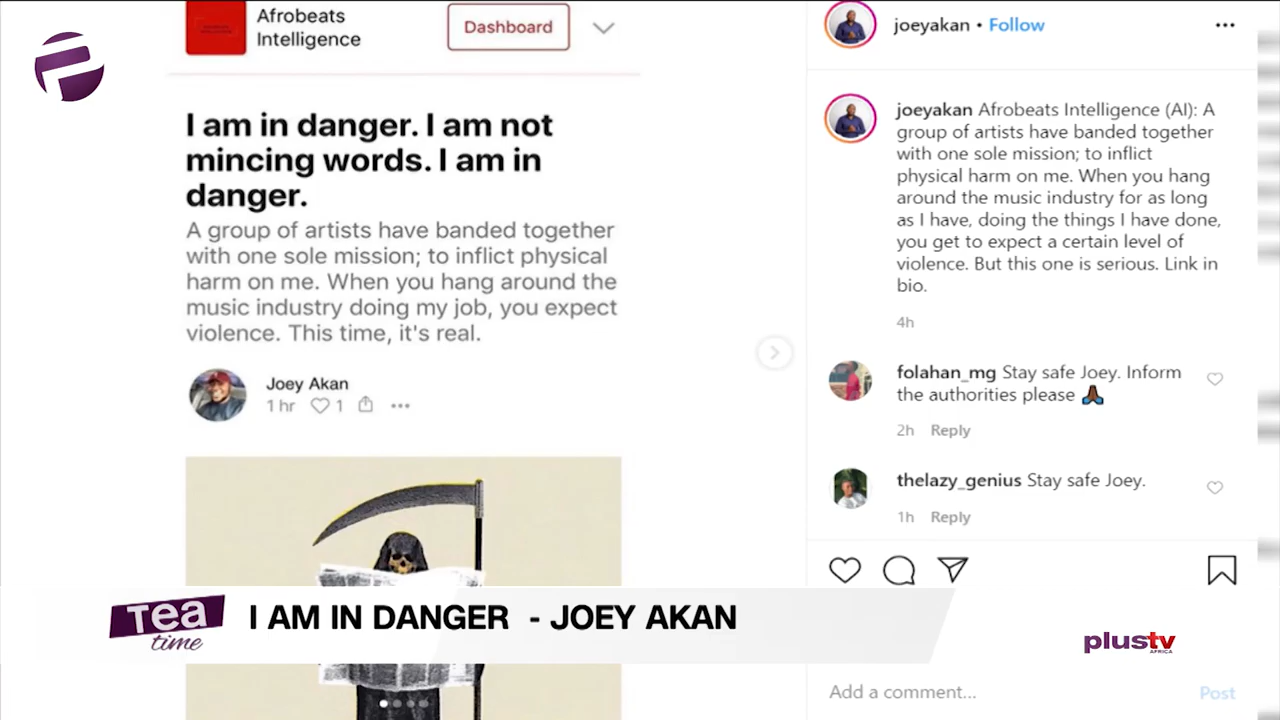 Afrobeats
Intelligence
Dashboard
I am in danger. I am not
mincing words. I am in
danger.
A group of artists have banded together
with one sole mission; to inflict physical
harm on me. When you hang around the
music industry doing my job, you expect
violence. This time, it's real.
Joey Akan
1 hr 1
joeyakan • Follow
joeyakan Afrobeats Intelligence (AI): A
group of artists have banded together
with one sole mission; to inflict
physical harm on me. When you hang
around the music industry for as long
as I have, doing the things I have done,
you get to expect a certain level of
violence. But this one is serious. Link in
bio.
4h
folahan_mg Stay safe Joey. Inform
the authorities please 🙏🏿
2h Reply
thelazy_genius Stay safe Joey.
1h Reply
Tea
time
I AM IN DANGER - JOEY AKAN
plustv
AFRICA
Add a comment...
Post